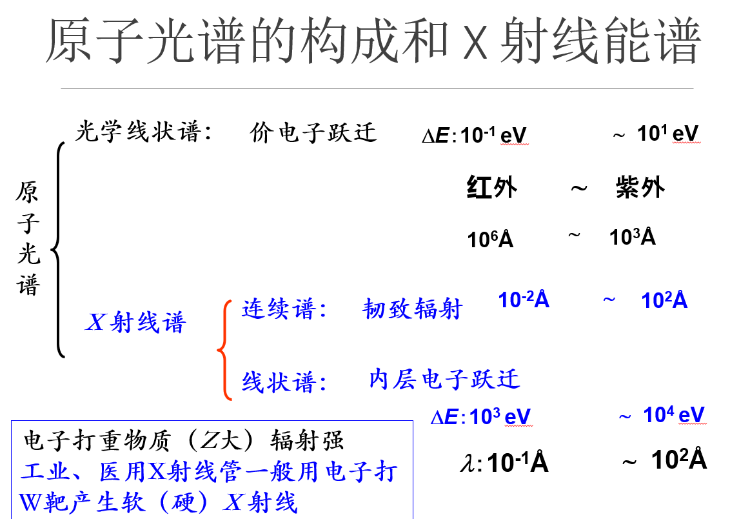 原子光谱的构成和 X 射线能谱
光学线状谱： 价电子跃迁 ΔE:10⁻¹ eV ~ 10¹ eV
红外 ~ 紫外
10⁶Å ~ 10³Å
原子光谱
X 射线谱
连续谱： 韧致辐射 10⁻²Å ~ 10²Å
线状谱： 内层电子跃迁
ΔE:10³ eV ~ 10⁴ eV
λ:10⁻¹Å ~ 10²Å
电子打重物质（Z大）辐射强
工业、医用X射线管一般用电子打
W靶产生软（硬）X 射线